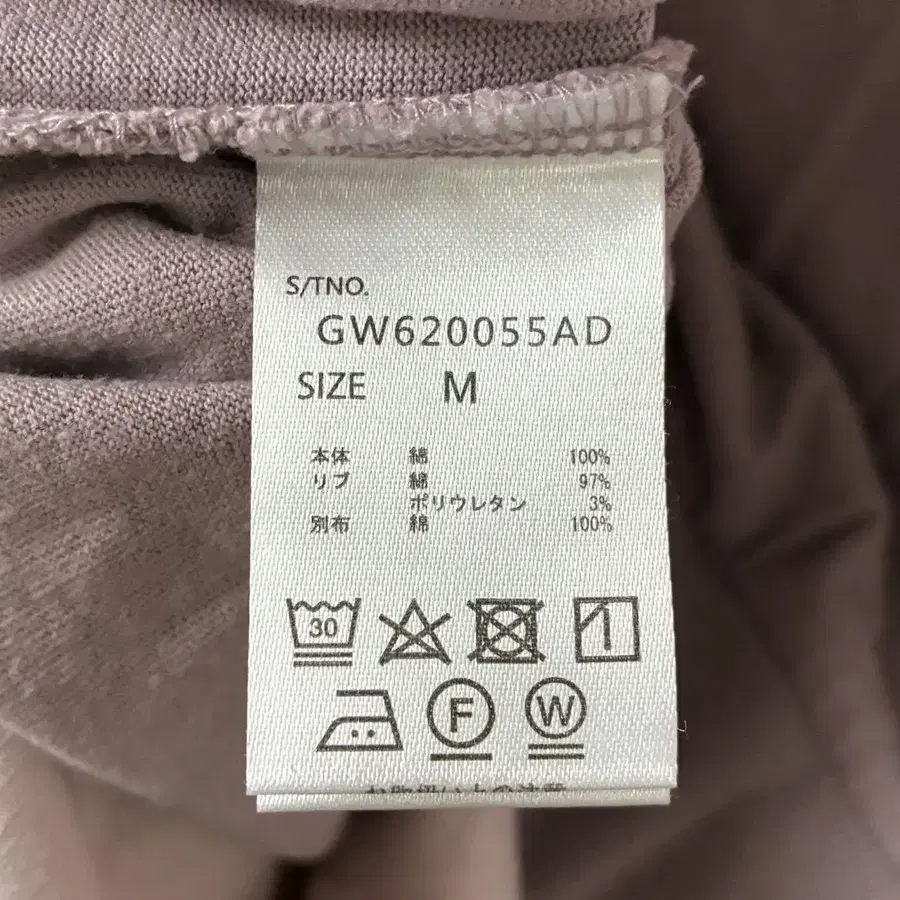 S/TNO.
GW620055AD
SIZE M
本体 綿 100%
リブ 綿 97%
ポリウレタン 3%
別布 綿 100%
30
F W